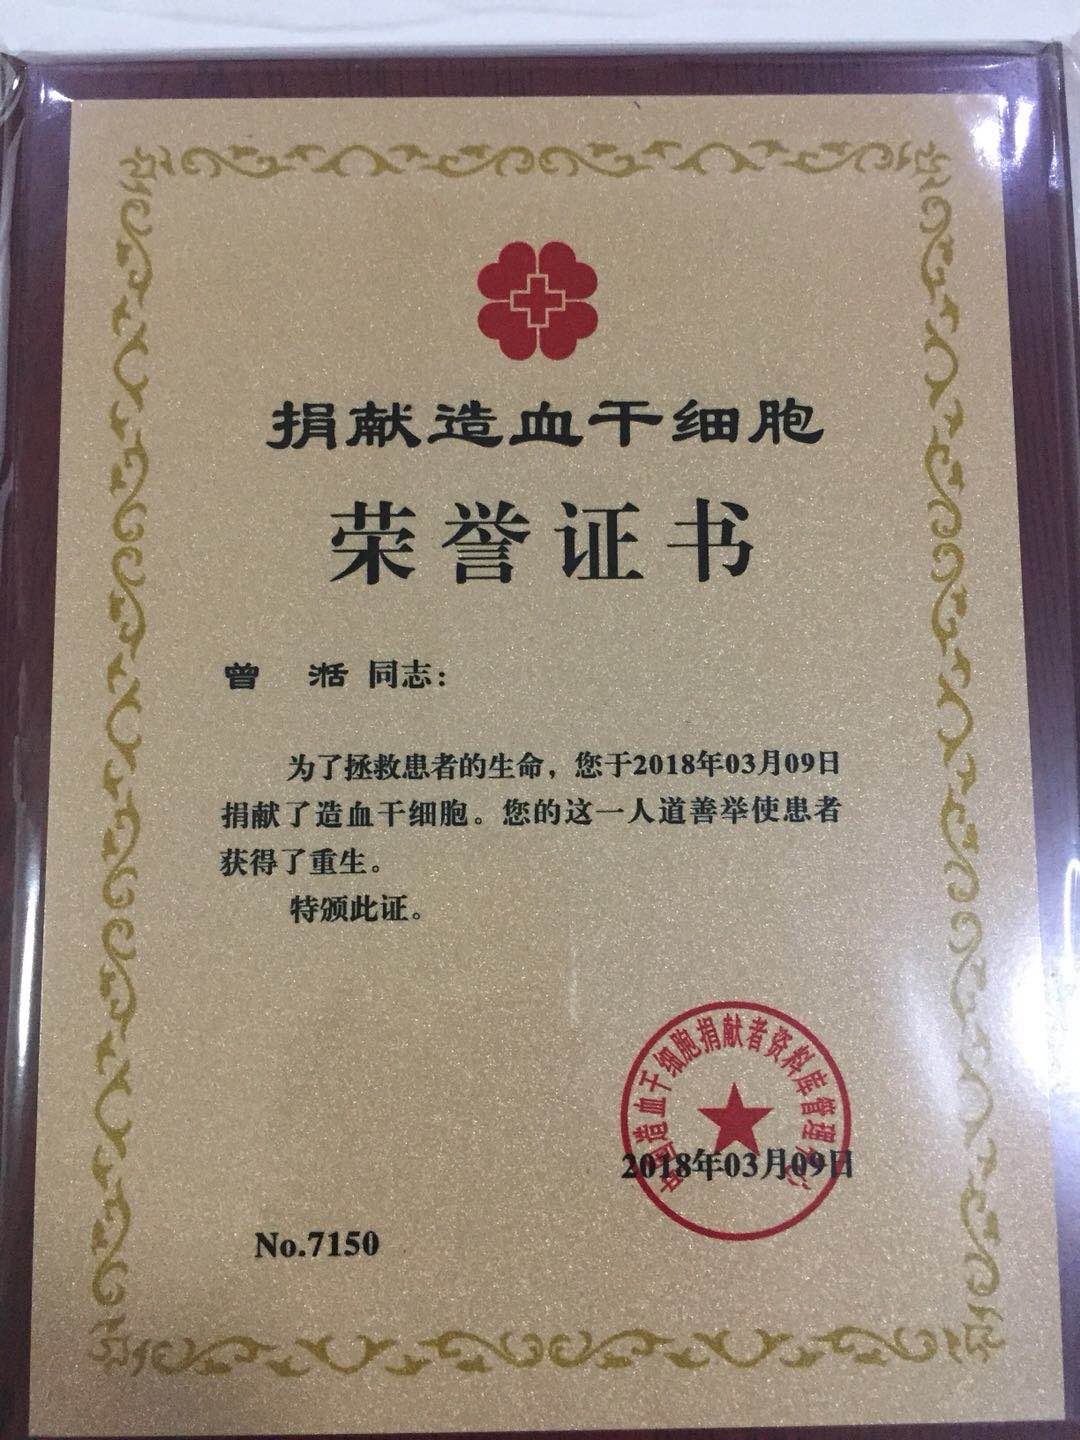 捐献造血干细胞
荣誉证书
曾 湉 同志：
为了拯救患者的生命，您于2018年03月09日
捐献了造血干细胞。您的这一人道善举使患者
获得了重生。
特颁此证。
中国造血干细胞捐献者资料库管理中心
2018年03月09日
No.7150